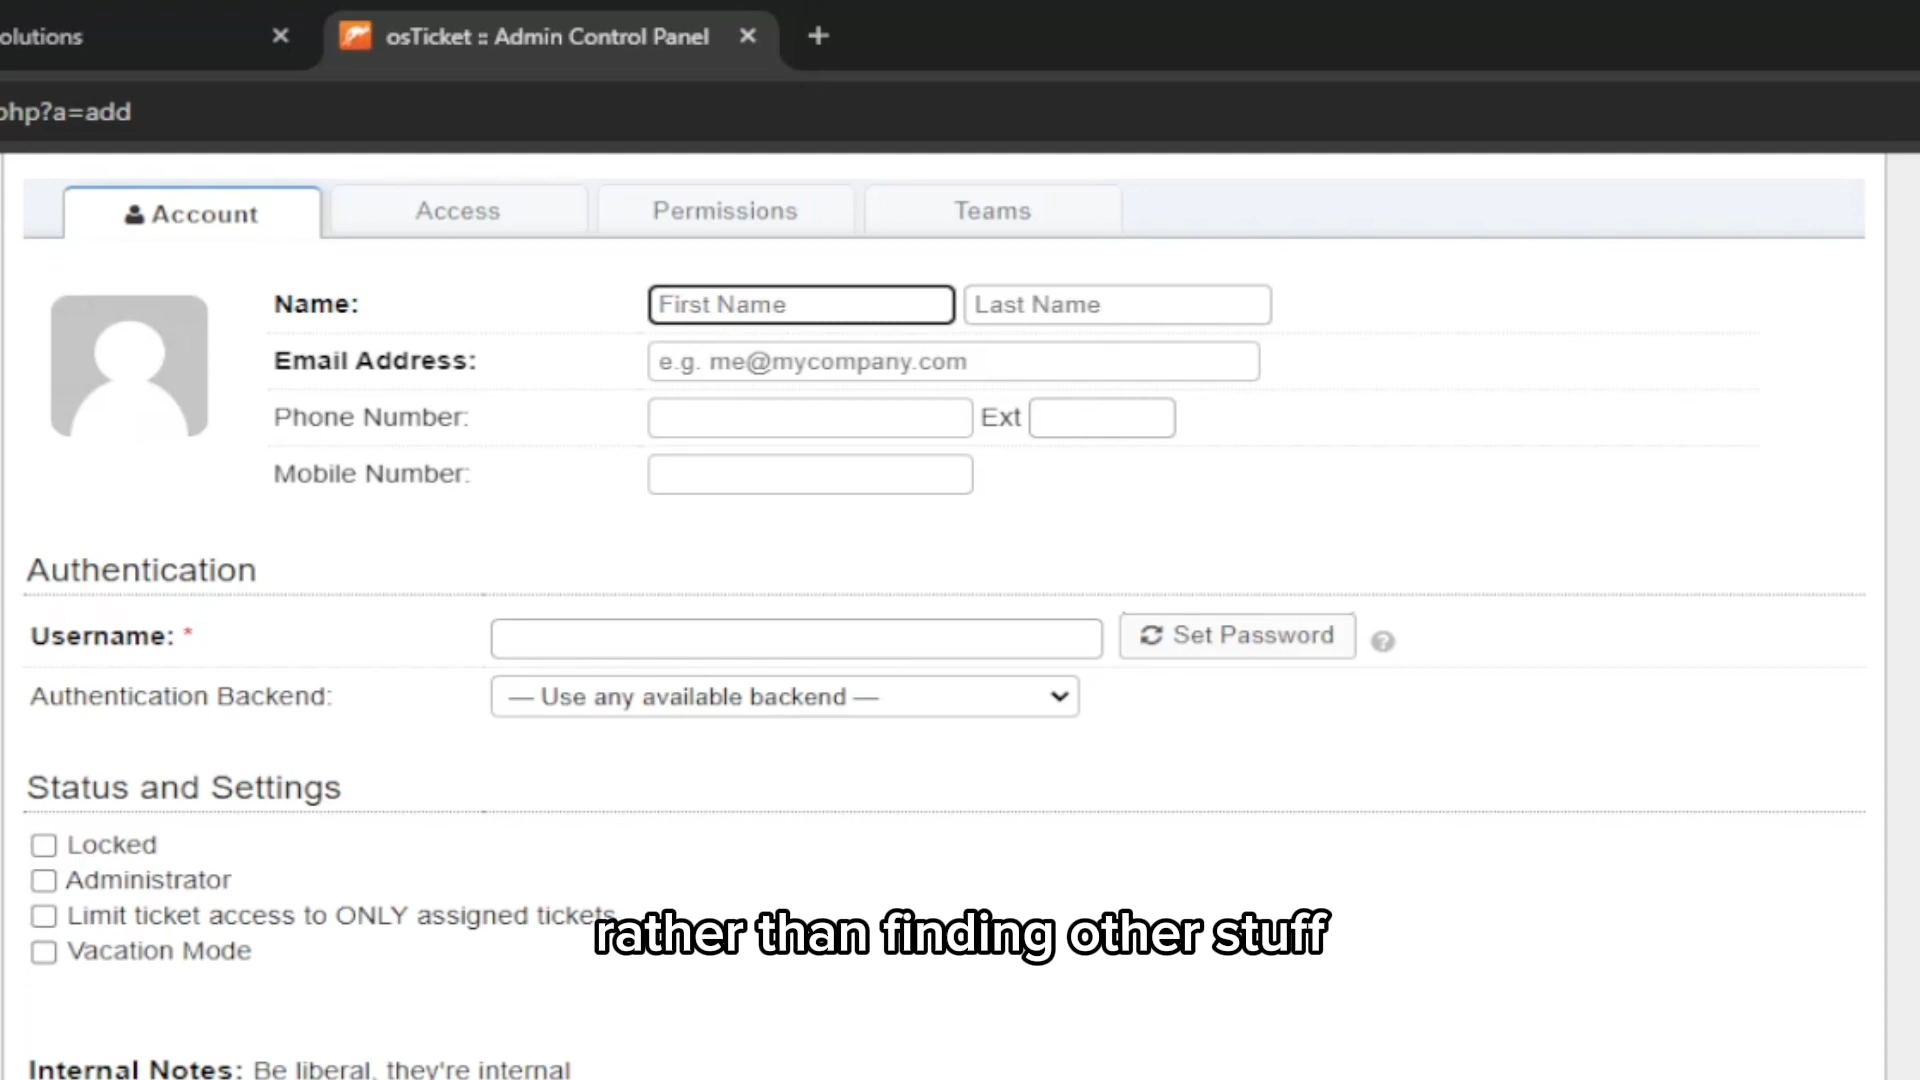 olutions
osTicket :: Admin Control Panel
php?a=add
Account
Access
Permissions
Teams
Name:
First Name
Last Name
Email Address:
e.g. me@mycompany.com
Phone Number:
Ext
Mobile Number:
Authentication
Username: *
Set Password
Authentication Backend:
— Use any available backend —
Status and Settings
Locked
Administrator
Limit ticket access to ONLY assigned tickets
Vacation Mode
rather than finding other stuff
Internal Notes: Be liberal, they're internal